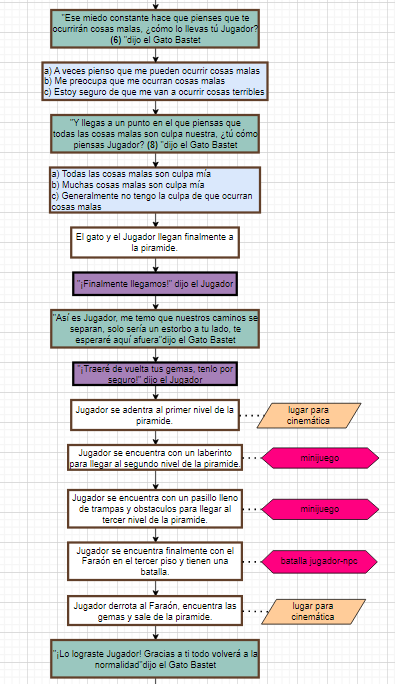 "Ese miedo constante hace que pienses que te
ocurrirán cosas malas, ¿cómo lo llevas tú Jugador?
(6) "dijo el Gato Bastet
a) A veces pienso que me pueden ocurrir cosas malas
b) Me preocupa que me ocurran cosas malas
c) Estoy seguro de que me van a ocurrir cosas terribles
"Y llegas a un punto en el que piensas que
todas las cosas malas son culpa nuestra, ¿tú cómo
piensas Jugador? (8) "dijo el Gato Bastet
a) Todas las cosas malas son culpa mía
b) Muchas cosas malas son culpa mía
c) Generalmente no tengo la culpa de que ocurran
cosas malas
El gato y el Jugador llegan finalmente a
la piramide.
"¡Finalmente llegamos!" dijo el Jugador
"Así es Jugador, me temo que nuestros caminos se
separan, solo sería un estorbo a tu lado, te
esperaré aquí afuera"dijo el Gato Bastet
"¡Traeré de vuelta tus gemas, tenlo por
seguro!" dijo el Jugador
Jugador se adentra al primer nivel de la
piramide.
lugar para
cinemática
Jugador se encuentra con un laberinto
para llegar al segundo nivel de la piramide.
minijuego
Jugador se encuentra con un pasillo lleno
de trampas y obstaculos para llegar al
tercer nivel de la piramide.
minijuego
Jugador se encuentra finalmente con el
Faraón en el tercer piso y tienen una
batalla.
batalla jugador-npc
Jugador derrota al Faraón, encuentra las
gemas y sale de la piramide.
lugar para
cinemática
"¡Lo lograste Jugador! Gracias a ti todo volverá a la
normalidad"dijo el Gato Bastet